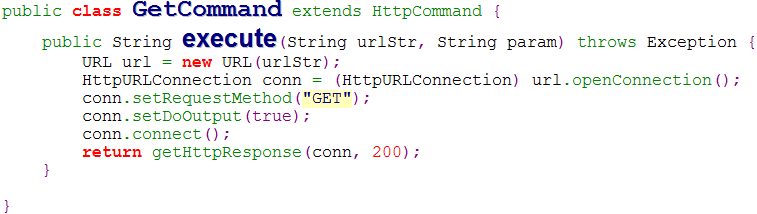 public class GetCommand extends HttpCommand {
    public String execute(String urlStr, String param) throws Exception {
        URL url = new URL(urlStr);
        HttpURLConnection conn = (HttpURLConnection) url.openConnection();
        conn.setRequestMethod("GET");
        conn.setDoOutput(true);
        conn.connect();
        return getHttpResponse(conn, 200);
    }
}